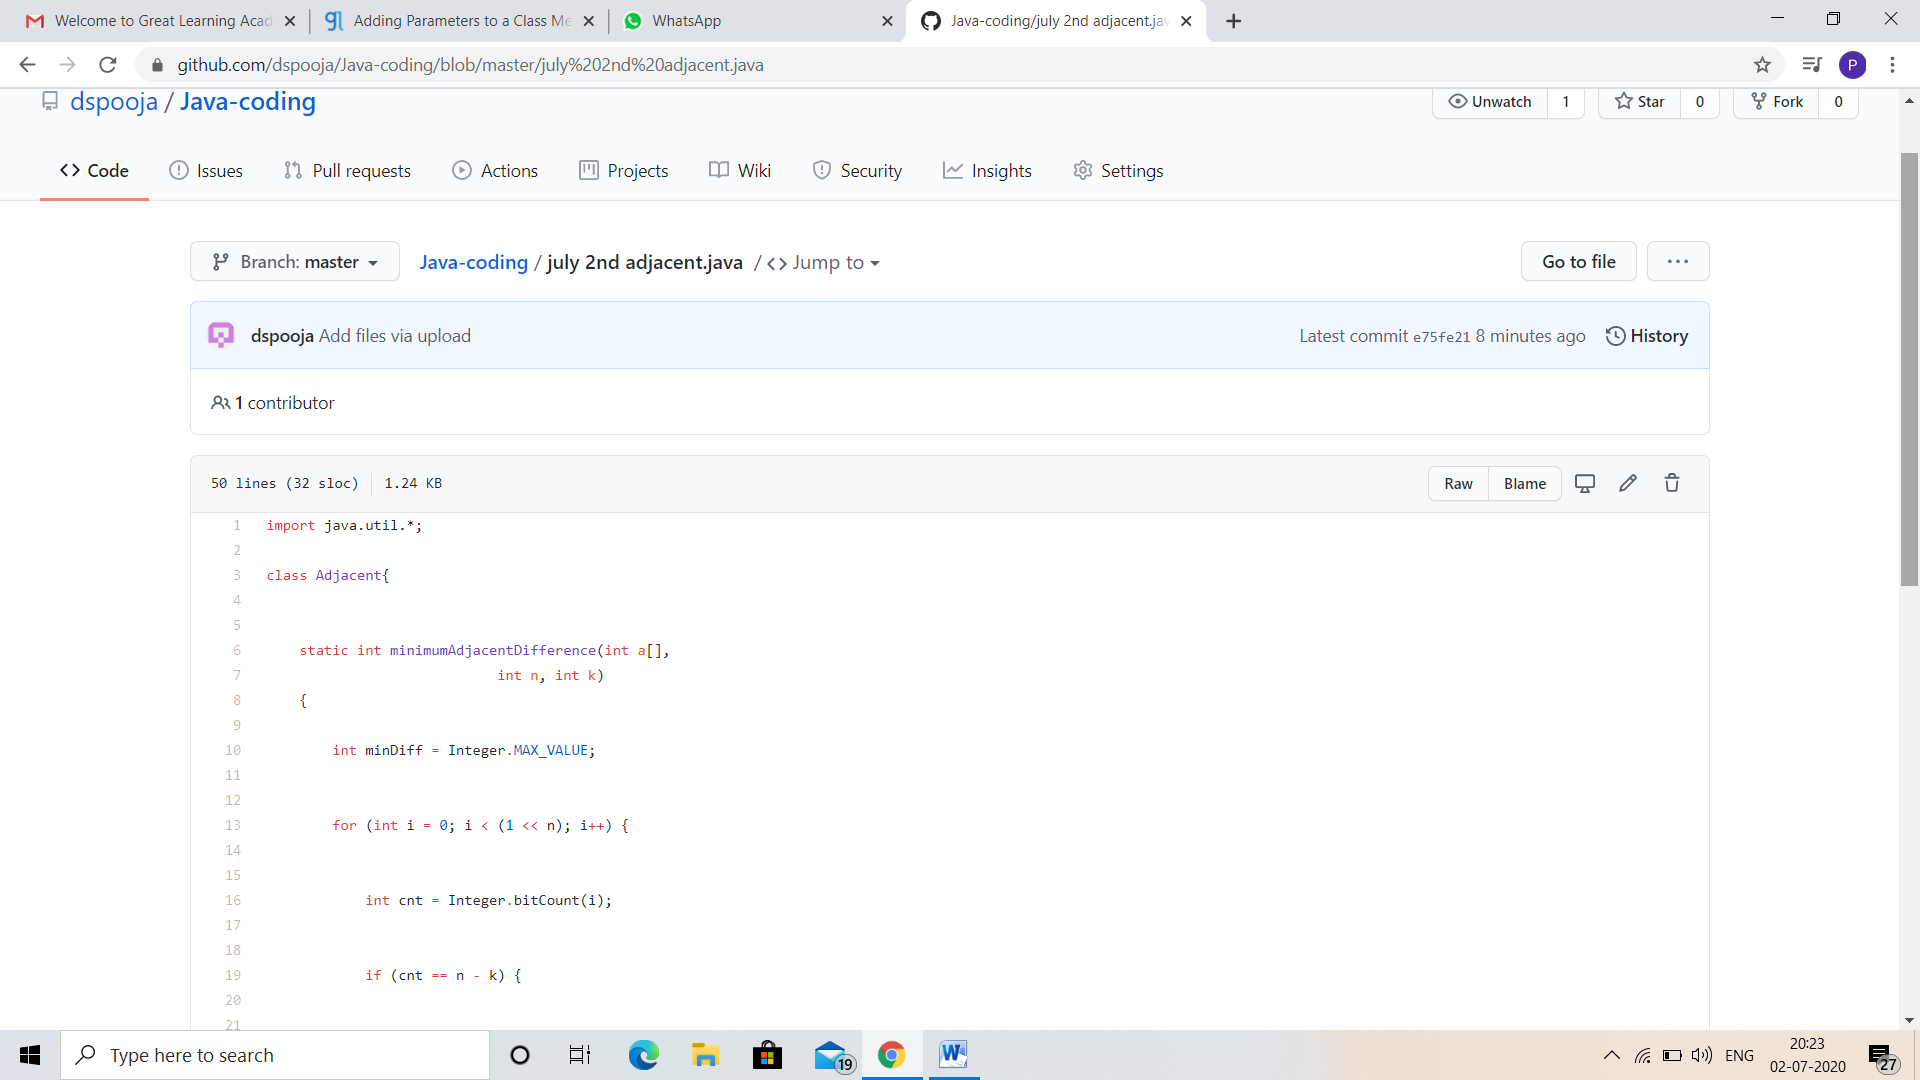 Welcome to Great Learning Acad
Adding Parameters to a Class Me
WhatsApp
Java-coding/july 2nd adjacent.jav
github.com/dspooja/Java-coding/blob/master/july%202nd%20adjacent.java
P
dspooja / Java-coding
Unwatch 1
Star 0
Fork 0
Code
Issues
Pull requests
Actions
Projects
Wiki
Security
Insights
Settings
Branch: master
Java-coding / july 2nd adjacent.java / <> Jump to
Go to file
...
dspooja Add files via upload
Latest commit e75fe21 8 minutes ago
History
1 contributor
50 lines (32 sloc) 1.24 KB
Raw
Blame
1 import java.util.*;
2
3 class Adjacent{
4
5
6 static int minimumAdjacentDifference(int a[],
7 int n, int k)
8 {
9
10 int minDiff = Integer.MAX_VALUE;
11
12
13 for (int i = 0; i < (1 << n); i++) {
14
15
16 int cnt = Integer.bitCount(i);
17
18
19 if (cnt == n - k) {
20
21
Type here to search
19
ENG
20:23
02-07-2020
27